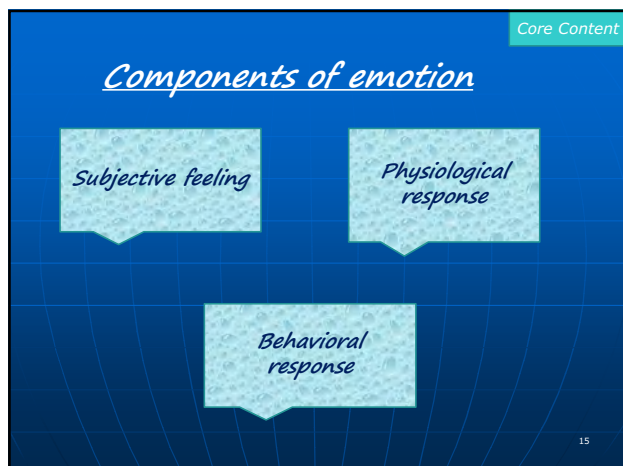 Core Content
Components of emotion
Subjective feeling
Physiological
response
Behavioral
response
15